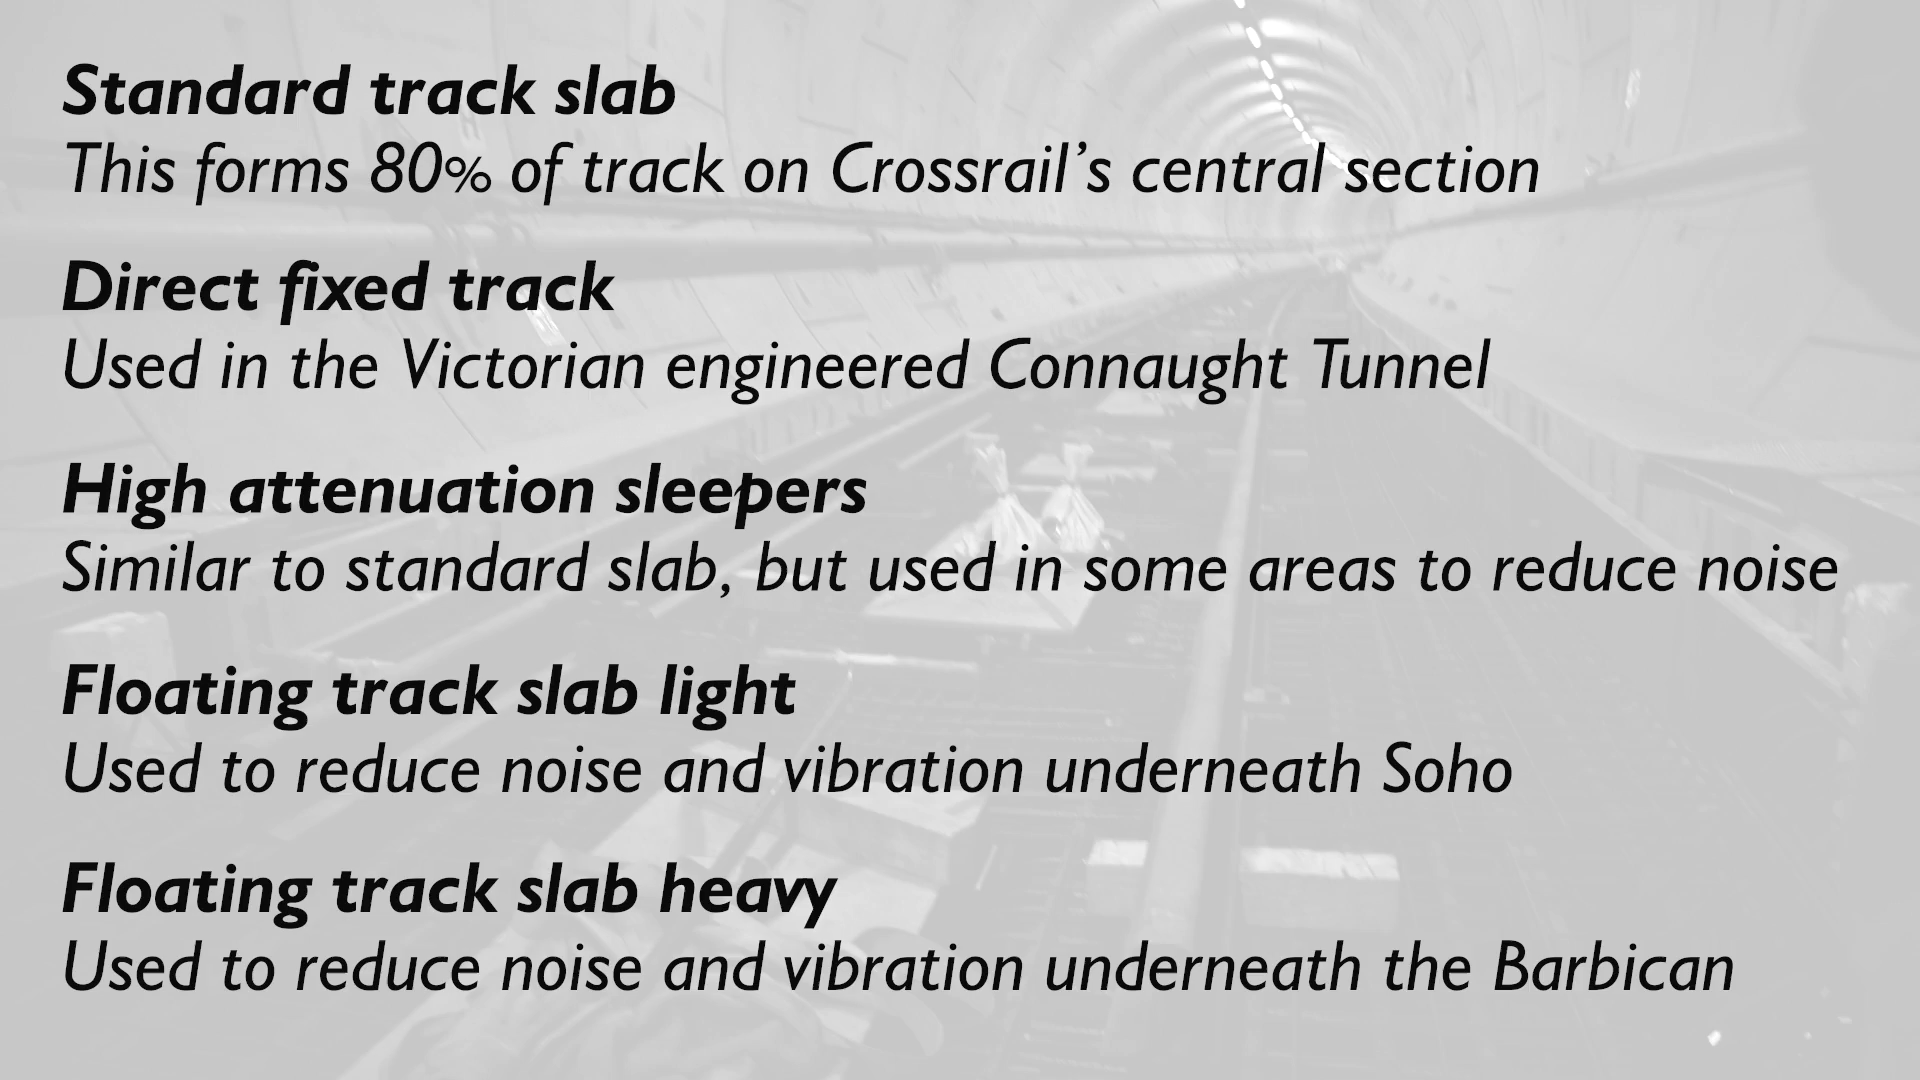 Standard track slab
This forms 80% of track on Crossrail’s central section
Direct fixed track
Used in the Victorian engineered Connaught Tunnel
High attenuation sleepers
Similar to standard slab, but used in some areas to reduce noise
Floating track slab light
Used to reduce noise and vibration underneath Soho
Floating track slab heavy
Used to reduce noise and vibration underneath the Barbican